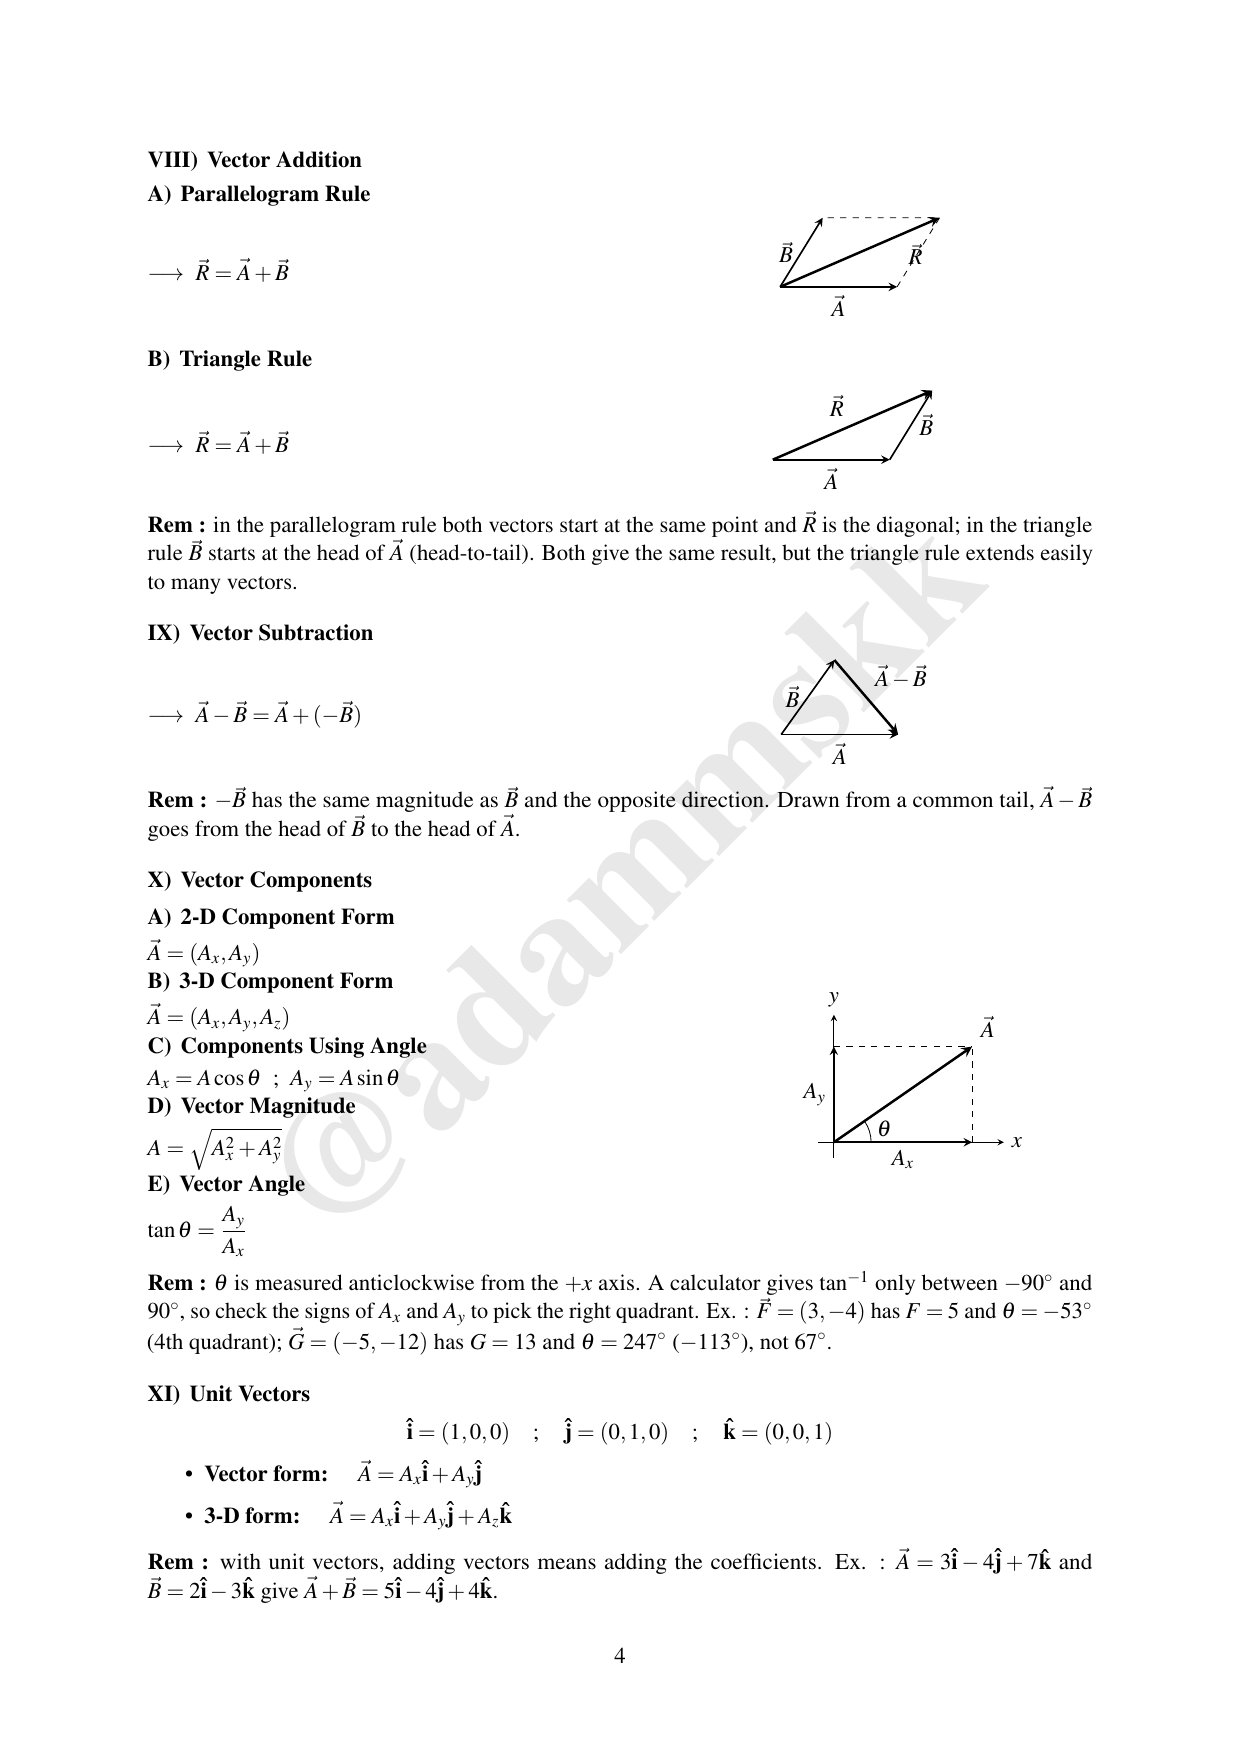 VIII) Vector Addition
A) Parallelogram Rule
⟶ R⃗ = A⃗ + B⃗
B⃗
R⃗
A⃗
B) Triangle Rule
⟶ R⃗ = A⃗ + B⃗
R⃗
B⃗
A⃗
Rem : in the parallelogram rule both vectors start at the same point and R⃗ is the diagonal; in the triangle
rule B⃗ starts at the head of A⃗ (head-to-tail). Both give the same result, but the triangle rule extends easily
to many vectors.
IX) Vector Subtraction
⟶ A⃗ − B⃗ = A⃗ + (−B⃗)
A⃗ − B⃗
B⃗
A⃗
Rem : −B⃗ has the same magnitude as B⃗ and the opposite direction. Drawn from a common tail, A⃗ − B⃗
goes from the head of B⃗ to the head of A⃗.
X) Vector Components
A) 2-D Component Form
A⃗ = (Aₓ, A_y)
B) 3-D Component Form
A⃗ = (Aₓ, A_y, A_z)
C) Components Using Angle
Aₓ = A cos θ ; A_y = A sin θ
D) Vector Magnitude
A = √(Aₓ² + A_y²)
E) Vector Angle
tan θ = A_y / Aₓ
y
A⃗
A_y
θ
x
Aₓ
Rem : θ is measured anticlockwise from the +x axis. A calculator gives tan⁻¹ only between −90° and
90°, so check the signs of Aₓ and A_y to pick the right quadrant. Ex. : F⃗ = (3, −4) has F = 5 and θ = −53°
(4th quadrant); G⃗ = (−5, −12) has G = 13 and θ = 247° (−113°), not 67°.
XI) Unit Vectors
î = (1, 0, 0) ; ĵ = (0, 1, 0) ; k̂ = (0, 0, 1)
• Vector form: A⃗ = Aₓî + A_yĵ
• 3-D form: A⃗ = Aₓî + A_yĵ + A_zk̂
Rem : with unit vectors, adding vectors means adding the coefficients. Ex. : A⃗ = 3î − 4ĵ + 7k̂ and
B⃗ = 2î − 3k̂ give A⃗ + B⃗ = 5î − 4ĵ + 4k̂.
4
@adammskk